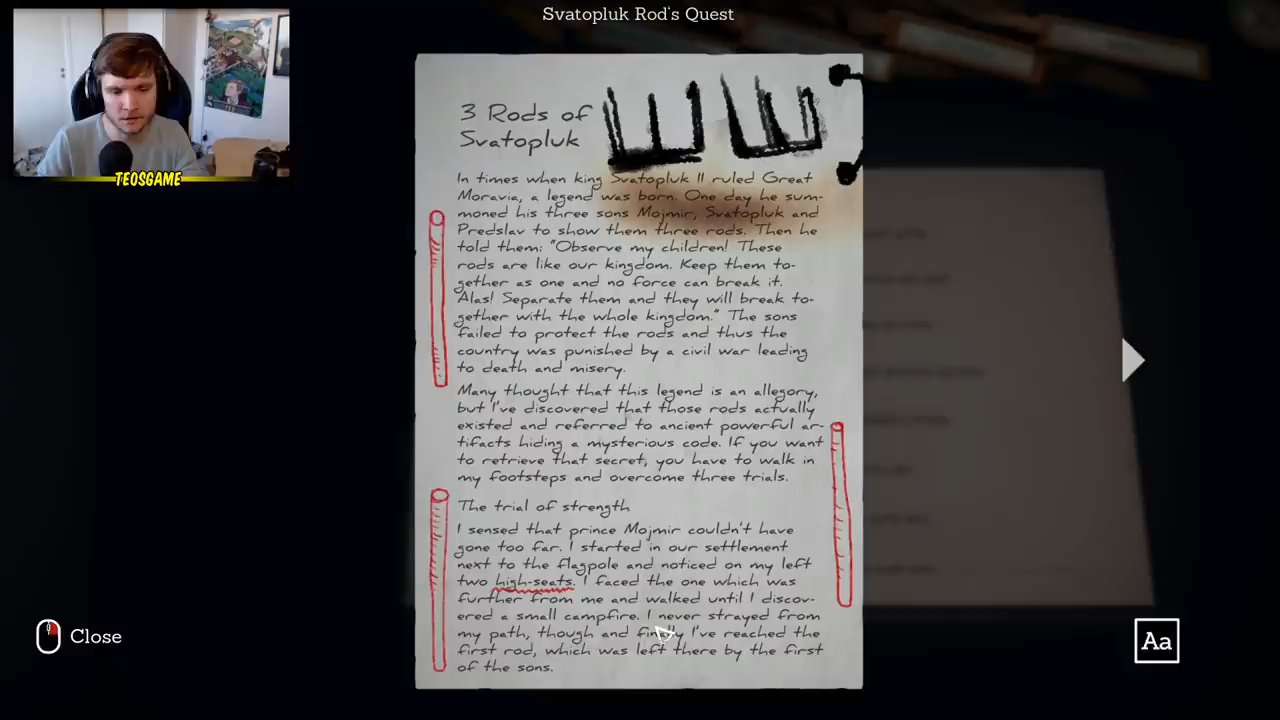 Svatopluk Rod's Quest
TEOSGAME
3 Rods of
Svatopluk
In times when king Svatopluk II ruled Great
Moravia, a legend was born. One day he sum-
moned his three sons Mojmir, Svatopluk and
Predslav to show them three rods. Then he
told them: "Observe my children! These
rods are like our kingdom. Keep them to-
gether as one and no force can break it.
Alas! Separate them and they will break to-
gether with the whole kingdom." The sons
failed to protect the rods and thus the
country was punished by a civil war leading
to death and misery.
Many thought that this legend is an allegory,
but I've discovered that those rods actually
existed and referred to ancient powerful ar-
tifacts hiding a mysterious code. If you want
to retrieve that secret, you have to walk in
my footsteps and overcome three trials.
The trial of strength
I sensed that prince Mojmir couldn't have
gone too far. I started in our settlement
next to the flagpole and noticed on my left
two high-seats. I faced the one which was
further from me and walked until I discov-
ered a small campfire. I never strayed from
my path, though and finally I've reached the
first rod, which was left there by the first
of the sons.
Close
Aa